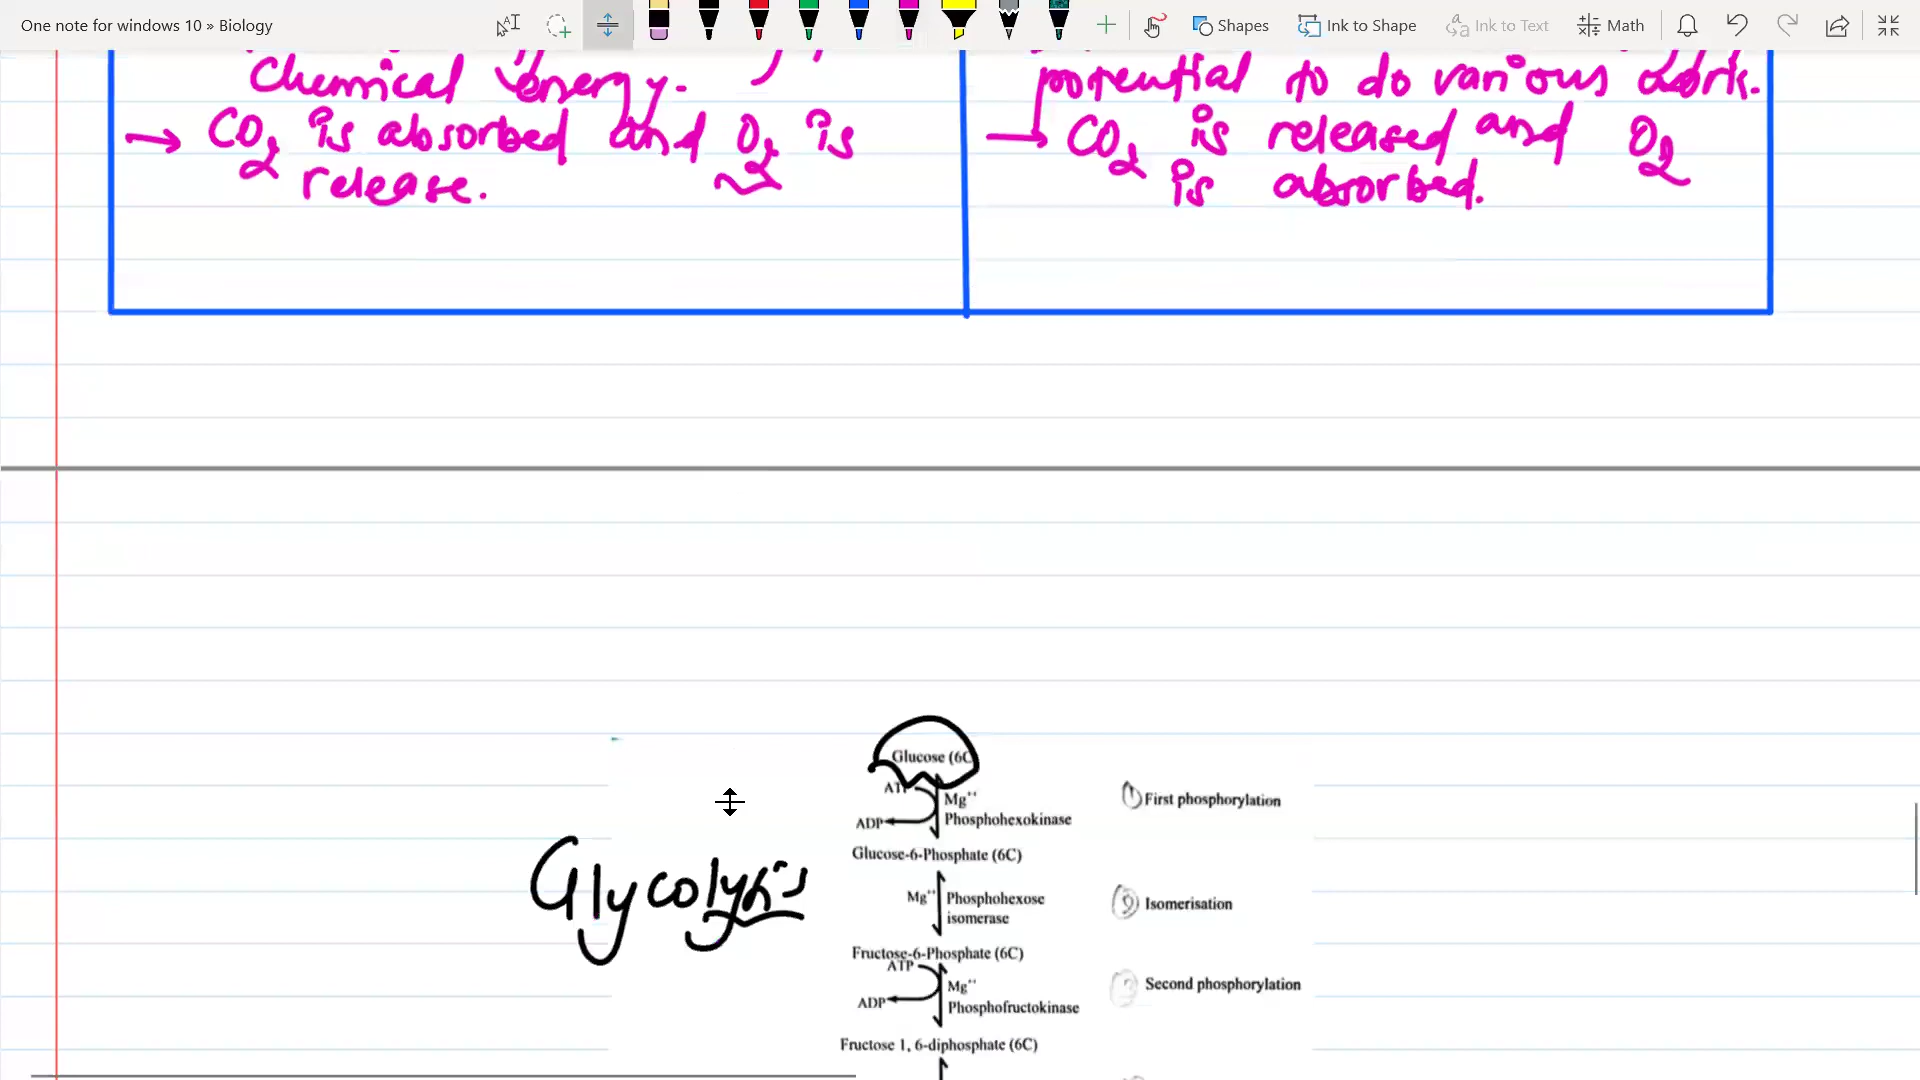 One note for windows 10 » Biology
Shapes
Ink to Shape
Ink to Text
Math
Chemical energy.
→ CO2 is absorbed and O2 is
release.
potential to do various work.
→ CO2 is released and O2
is absorbed.
Glycolysis
Glucose (6C
ATP
Mg++
ADP
Phosphohexokinase
① First phosphorylation
Glucose-6-Phosphate (6C)
Mg++ Phosphohexose
isomerase
Isomerisation
Fructose-6-Phosphate (6C)
ATP
Mg++
ADP
Phosphofructokinase
Second phosphorylation
Fructose 1, 6-diphosphate (6C)